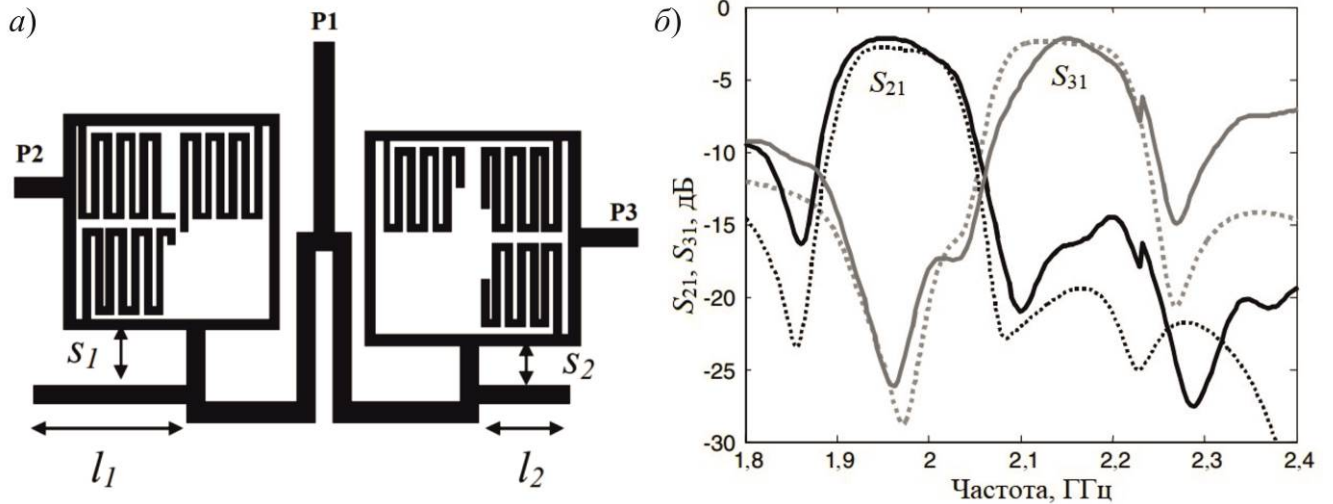 а)
P1
P2
P3
s1
s2
l1
l2
б)
S21, S31, дБ
0
-5
-10
-15
-20
-25
-30
S21
S31
1,8
1,9
2
2,1
2,2
2,3
2,4
Частота, ГГц